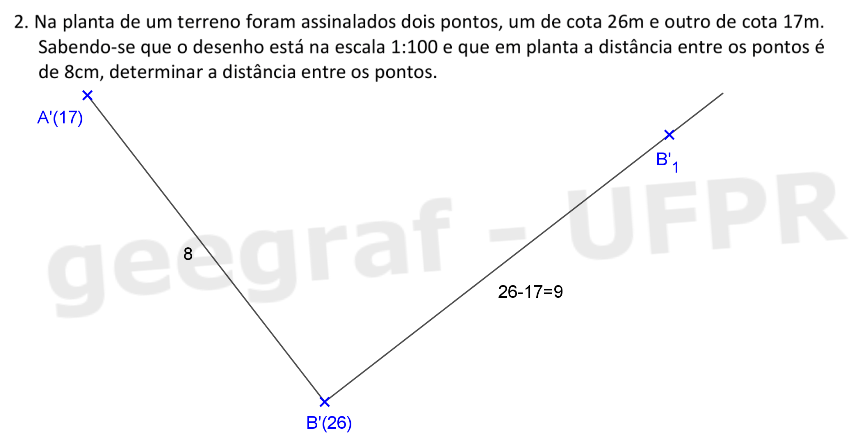 2. Na planta de um terreno foram assinalados dois pontos, um de cota 26m e outro de cota 17m.
Sabendo-se que o desenho está na escala 1:100 e que em planta a distância entre os pontos é
de 8cm, determinar a distância entre os pontos.
A'(17)
B'1
geegraf - UFPR
8
26-17=9
B'(26)